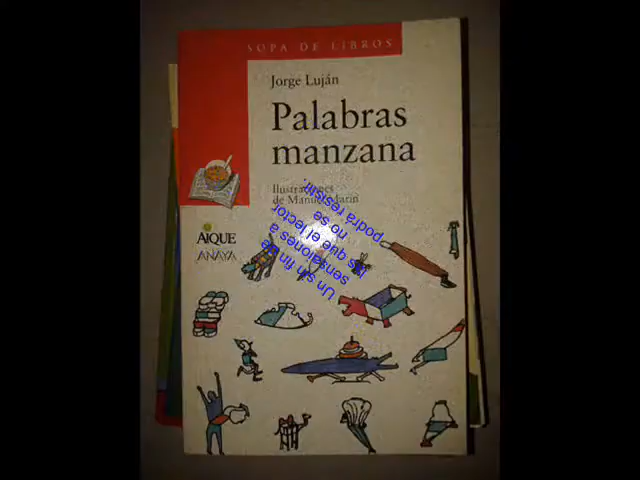 SOPA DE LIBROS
Jorge Luján
Palabras
manzana
Ilustraciones
de Manuel Marín
AIQUE
ANAYA
Un sin fin de
sensaciones a
las que el lector
no se
podrá resistir.